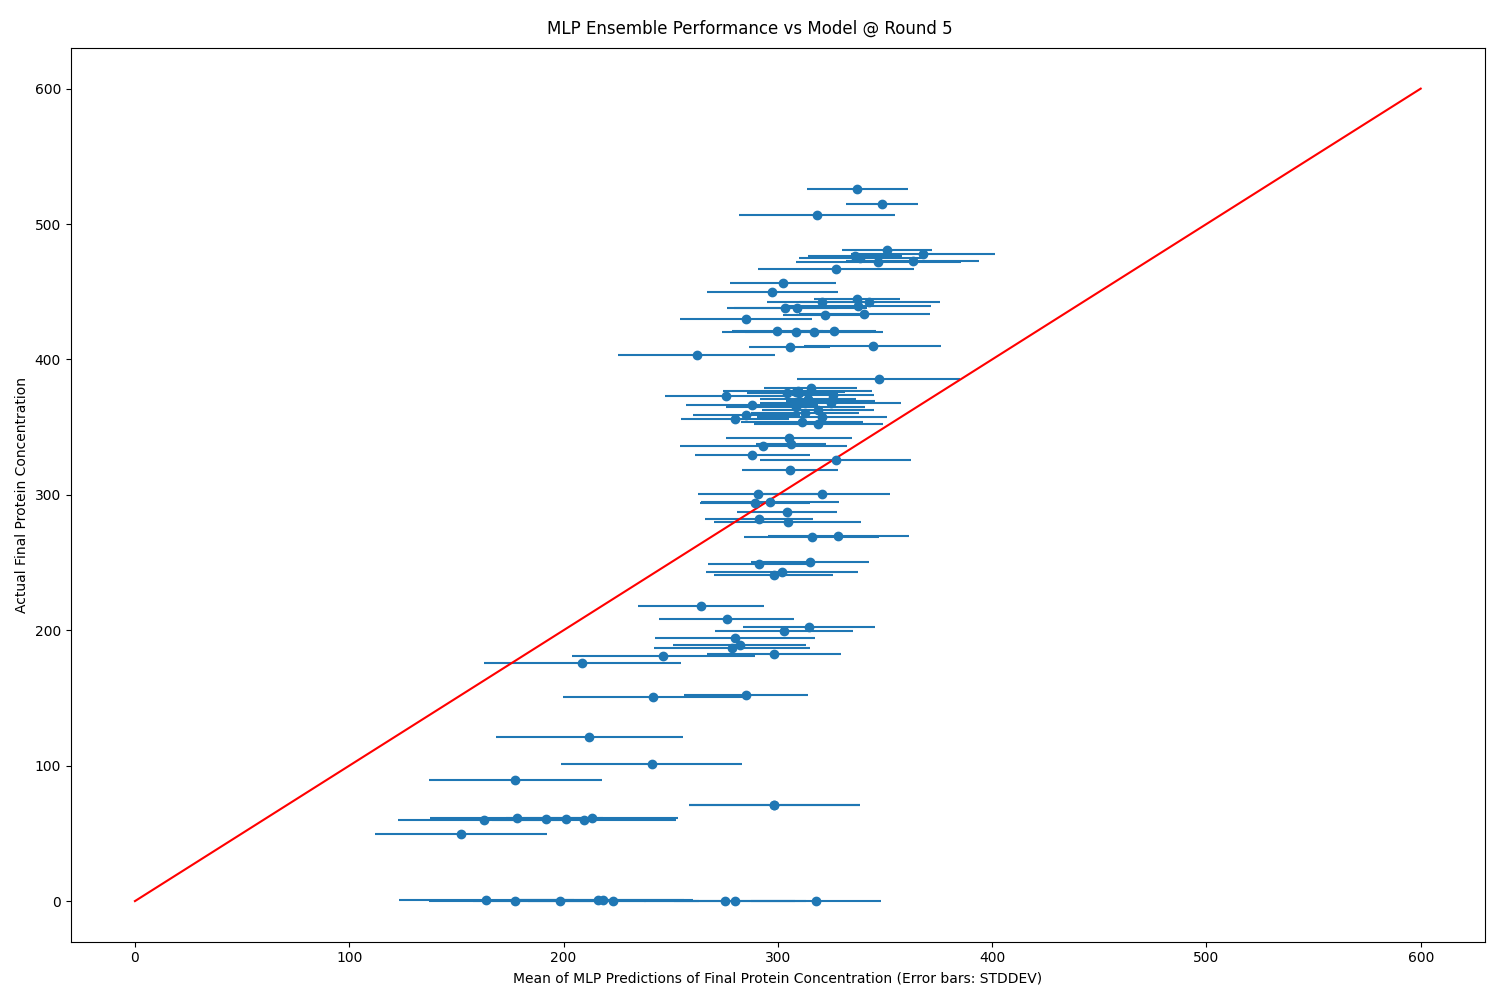 MLP Ensemble Performance vs Model @ Round 5
600
500
400
300
200
100
0
Actual Final Protein Concentration
0 100 200 300 400 500 600
Mean of MLP Predictions of Final Protein Concentration (Error bars: STDDEV)